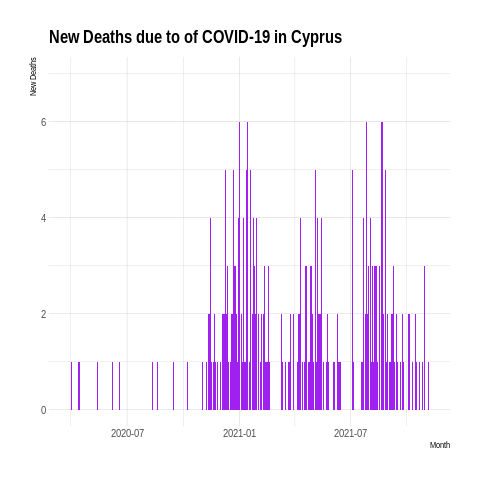 New Deaths due to of COVID-19 in Cyprus
New Deaths
6
4
2
0
2020-07
2021-01
2021-07
Month